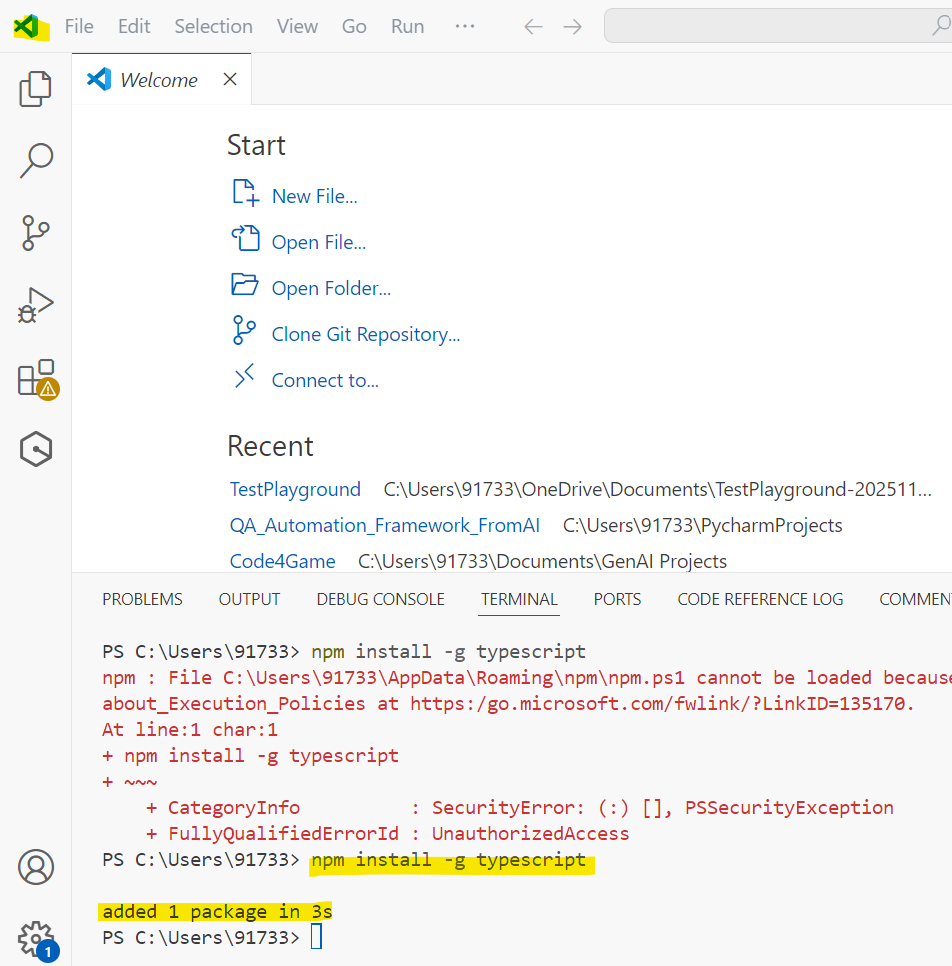 File Edit Selection View Go Run ...
Welcome
Start
New File...
Open File...
Open Folder...
Clone Git Repository...
Connect to...
Recent
TestPlayground C:\Users\91733\OneDrive\Documents\TestPlayground-202511...
QA_Automation_Framework_FromAI C:\Users\91733\PycharmProjects
Code4Game C:\Users\91733\Documents\GenAI Projects
PROBLEMS OUTPUT DEBUG CONSOLE TERMINAL PORTS CODE REFERENCE LOG COMMEN
PS C:\Users\91733> npm install -g typescript
npm : File C:\Users\91733\AppData\Roaming\npm\npm.ps1 cannot be loaded because
about_Execution_Policies at https:/go.microsoft.com/fwlink/?LinkID=135170.
At line:1 char:1
+ npm install -g typescript
+ ~~~
+ CategoryInfo : SecurityError: (:) [], PSSecurityException
+ FullyQualifiedErrorId : UnauthorizedAccess
PS C:\Users\91733> npm install -g typescript
added 1 package in 3s
PS C:\Users\91733>
1